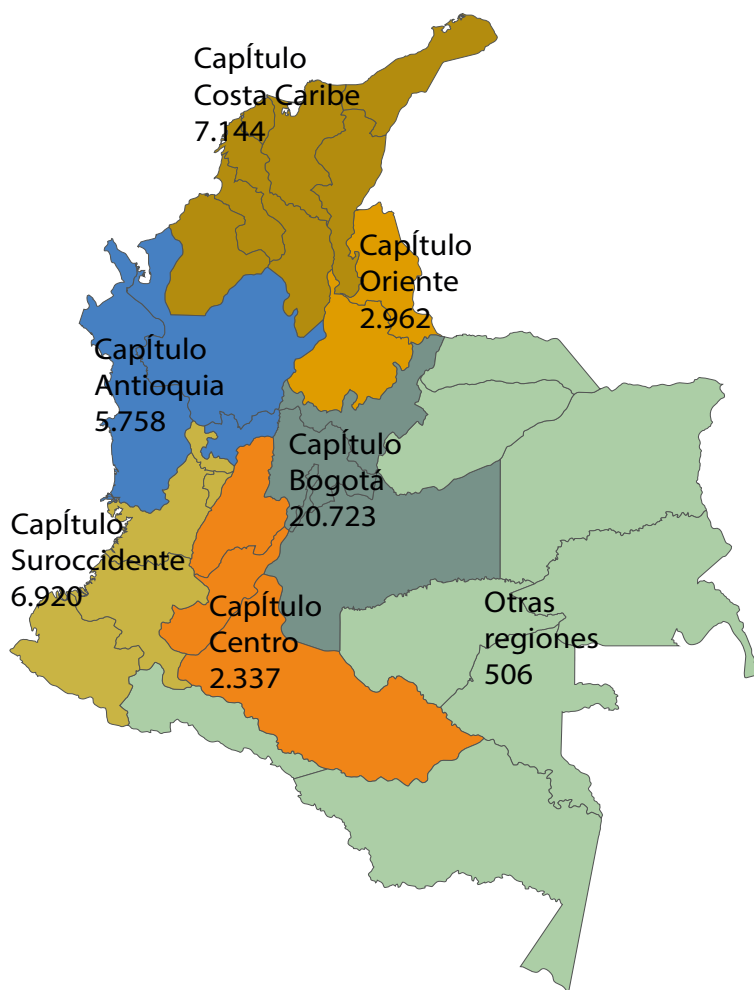 CapÍtulo
Costa Caribe
7.144
CapÍtulo
Oriente
2.962
CapÍtulo
Antioquia
5.758
CapÍtulo
Bogotá
20.723
CapÍtulo
Suroccidente
6.920
CapÍtulo
Centro
2.337
Otras
regiones
506